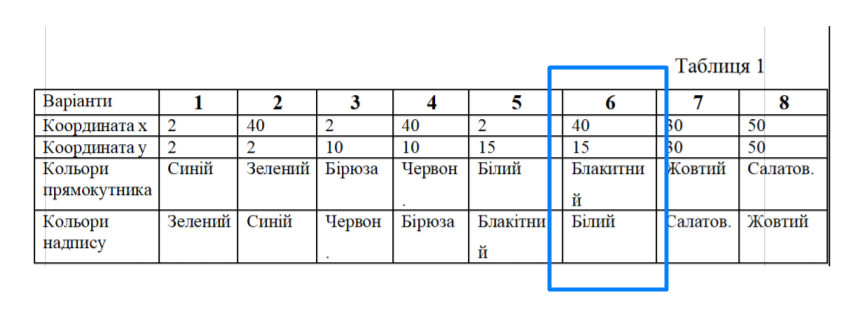 Таблиця 1
Варіанти 1 2 3 4 5 6 7 8
Координата х 2 40 2 40 2 40 30 50
Координата у 2 2 10 10 15 15 30 50
Кольори Синій Зелений Бірюза Червон Білий Блакитни Жовтий Салатов.
прямокутника . й
Кольори Зелений Синій Червон Бірюза Блакітни Білий Салатов. Жовтий
надпису . й